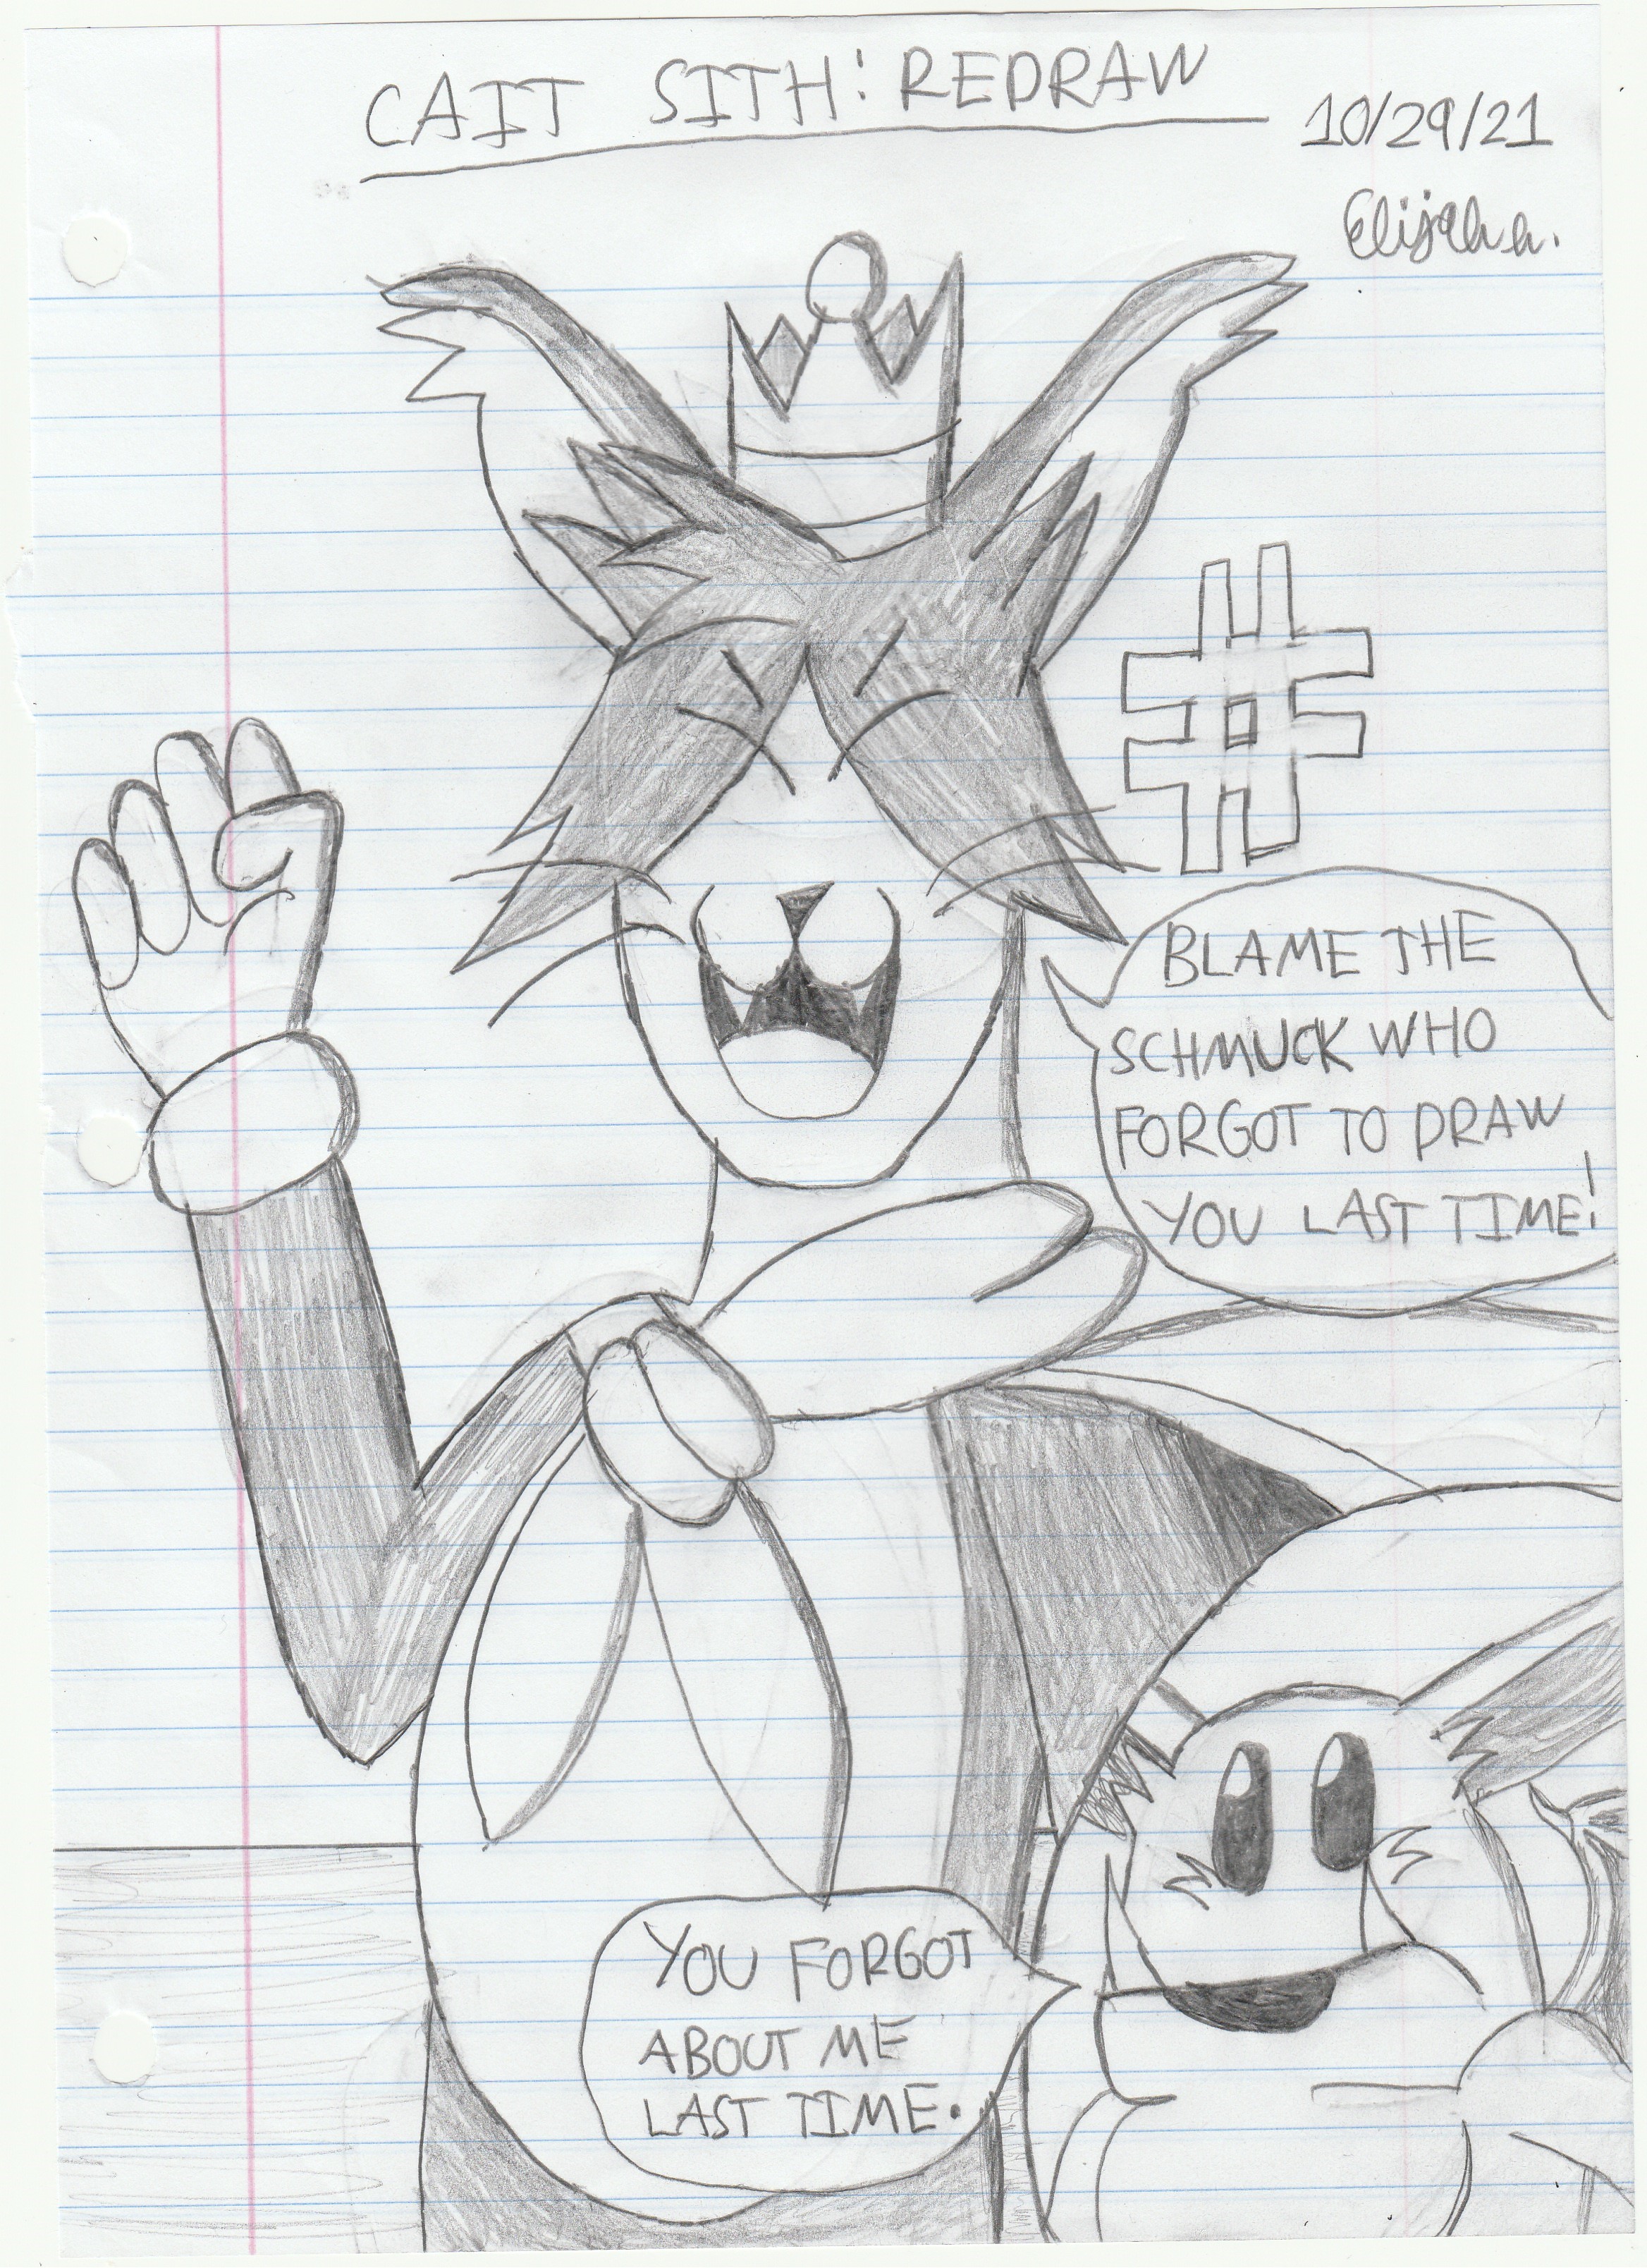 CAIT SITH: REDRAW
10/29/21
BLAME THE
SCHMUCK WHO
FORGOT TO DRAW
YOU LAST TIME!
YOU FORGOT
ABOUT ME
LAST TIME.